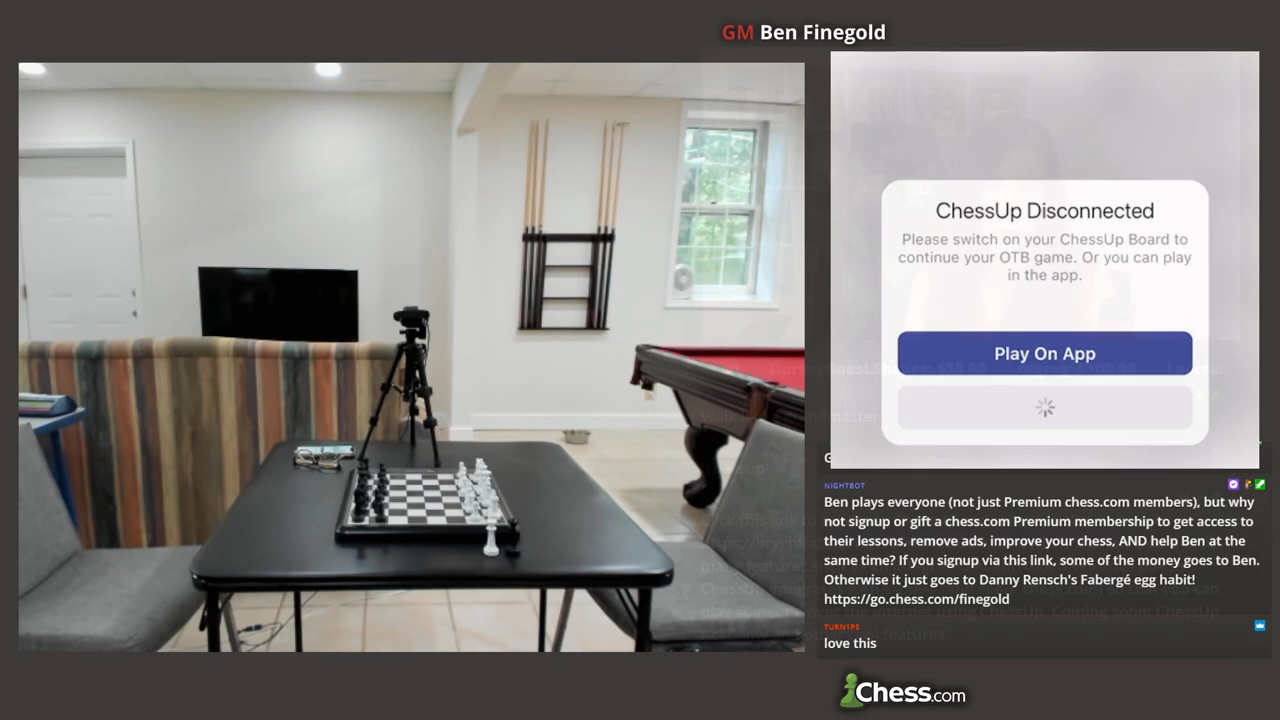 GM Ben Finegold
ChessUp Disconnected
Please switch on your ChessUp Board to
continue your OTB game. Or you can play
in the app.
Play On App
G
NIGHTBOT
Ben plays everyone (not just Premium chess.com members), but why
not signup or gift a chess.com Premium membership to get access to
their lessons, remove ads, improve your chess, AND help Ben at the
same time? If you signup via this link, some of the money goes to Ben.
Otherwise it just goes to Danny Rensch's Fabergé egg habit!
https://go.chess.com/finegold
TURN1PS
love this
Chess.com